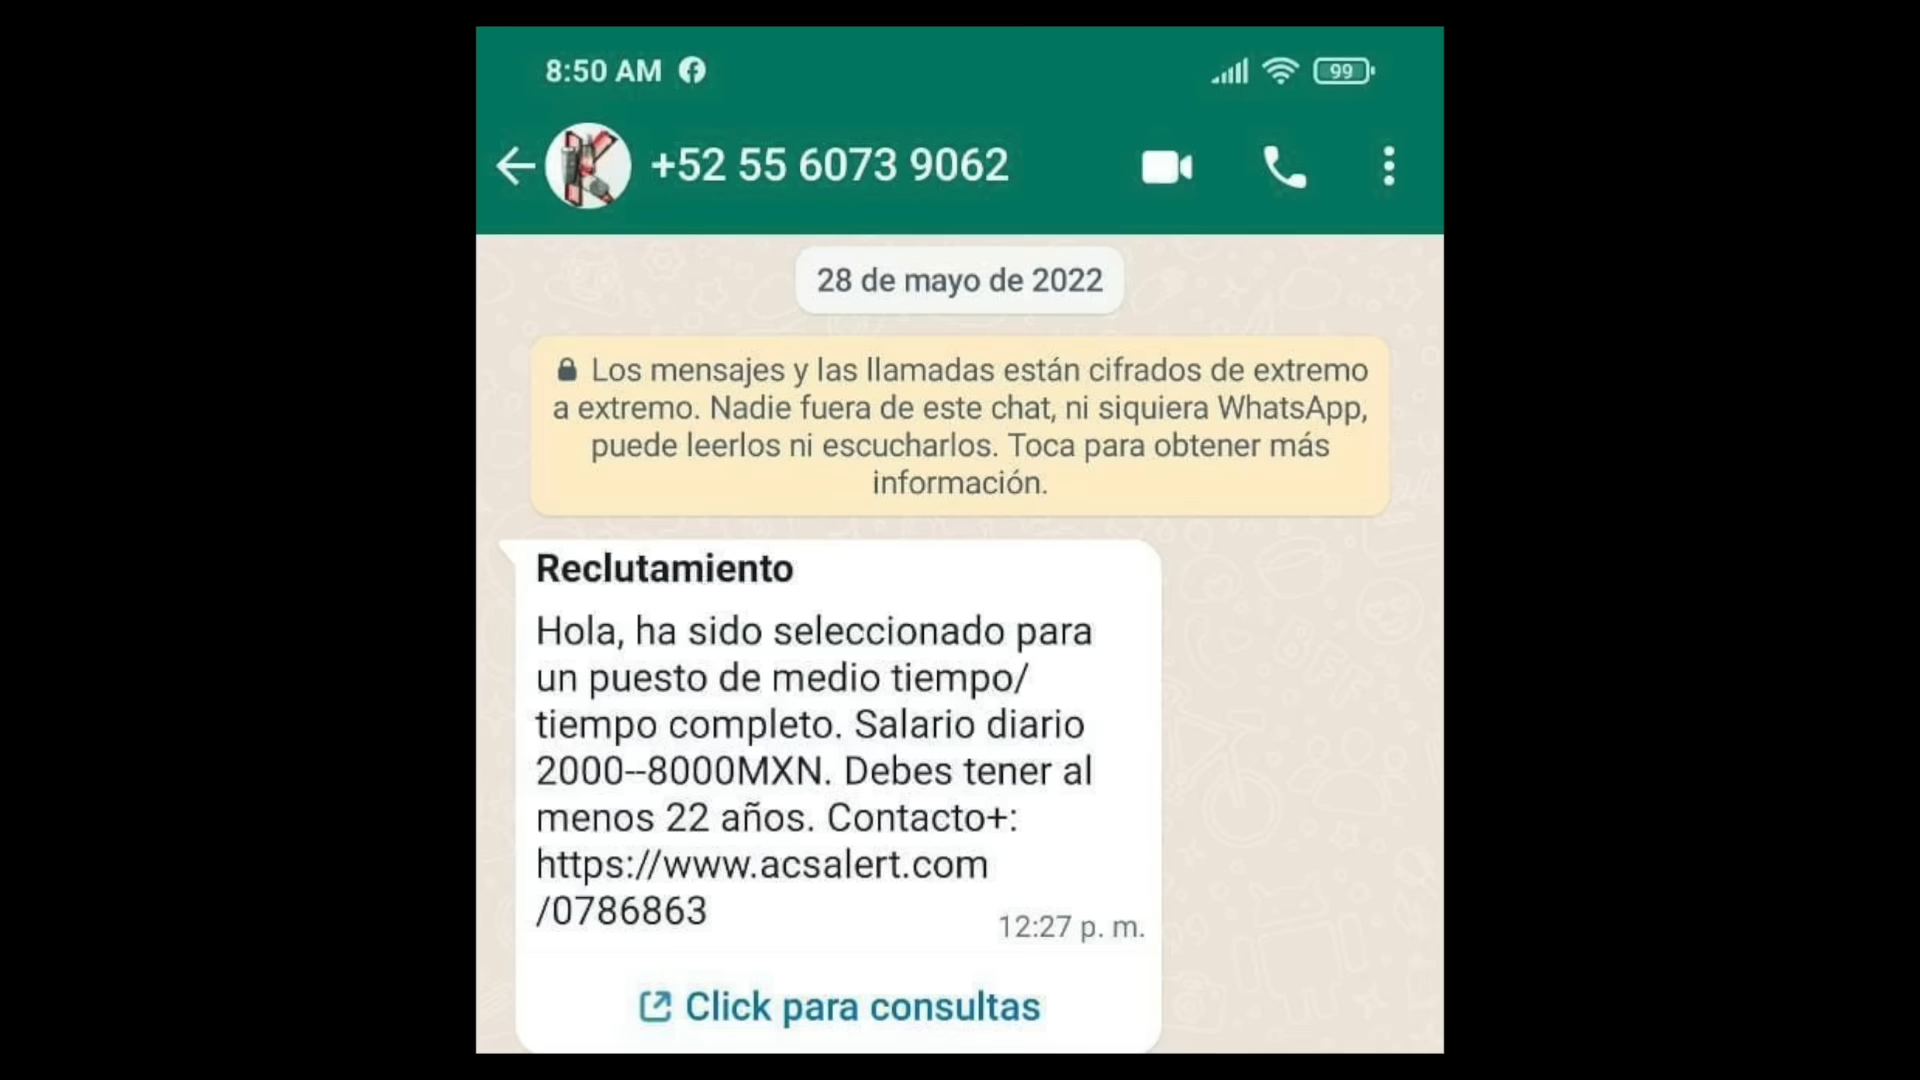 8:50 AM
99
+52 55 6073 9062
28 de mayo de 2022
Los mensajes y las llamadas están cifrados de extremo
a extremo. Nadie fuera de este chat, ni siquiera WhatsApp,
puede leerlos ni escucharlos. Toca para obtener más
información.
Reclutamiento
Hola, ha sido seleccionado para
un puesto de medio tiempo/
tiempo completo. Salario diario
2000--8000MXN. Debes tener al
menos 22 años. Contacto+:
https://www.acsalert.com
/0786863
12:27 p. m.
Click para consultas